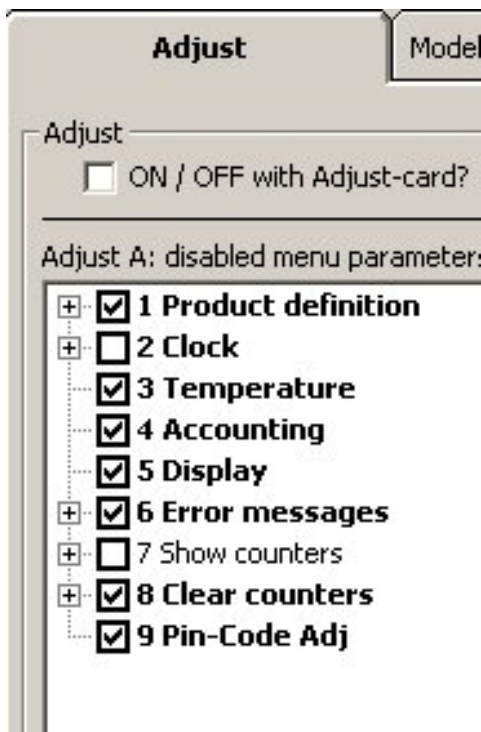 Adjust
Model
Adjust
ON / OFF with Adjust-card?
Adjust A: disabled menu parameters
1 Product definition
2 Clock
3 Temperature
4 Accounting
5 Display
6 Error messages
7 Show counters
8 Clear counters
9 Pin-Code Adj